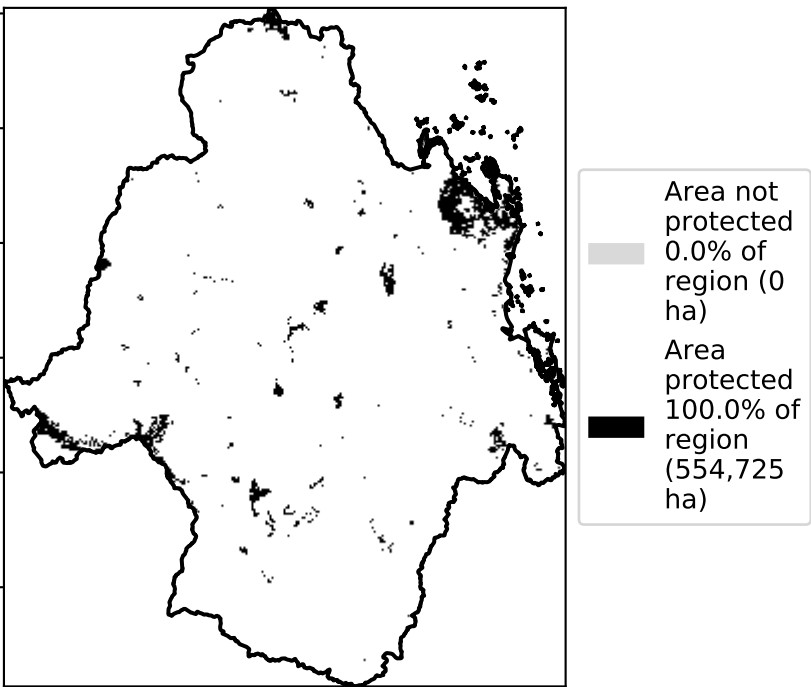 Area not
protected
0.0% of
region (0
ha)
Area
protected
100.0% of
region
(554,725
ha)